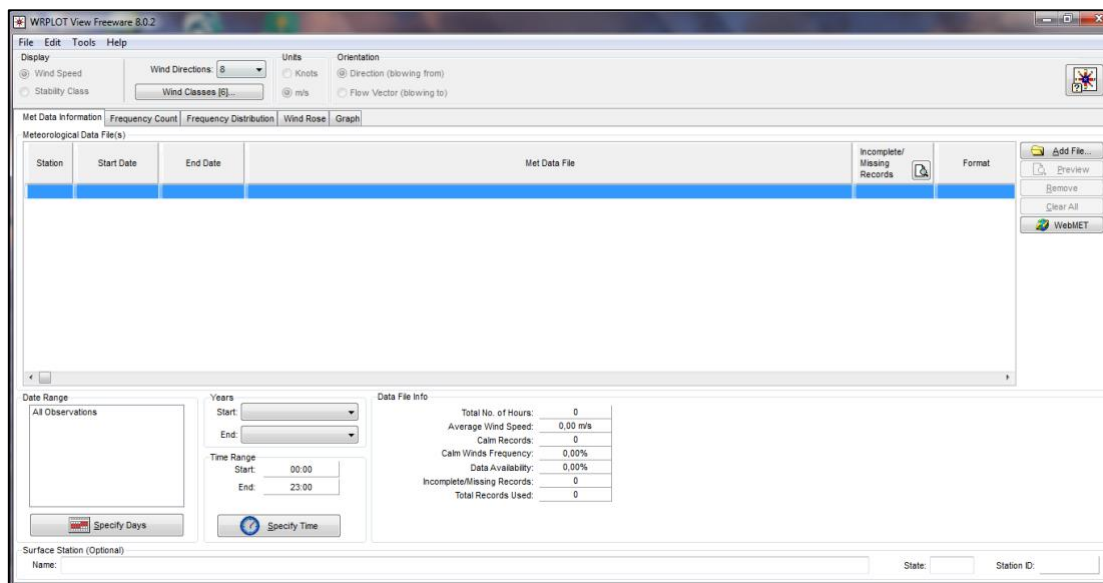 WRPLOT View Freeware 8.0.2
File Edit Tools Help
Display
Wind Speed
Stability Class
Wind Directions: 8
Wind Classes [6]...
Units
Knots
m/s
Orientation
Direction (blowing from)
Flow Vector (blowing to)
Met Data Information Frequency Count Frequency Distribution Wind Rose Graph
Meteorological Data File(s)
Station Start Date End Date Met Data File Incomplete/ Missing Records Format
Add File...
Preview
Remove
Clear All
WebMET
Date Range
All Observations
Specify Days
Years
Start:
End:
Time Range
Start: 00:00
End: 23:00
Specify Time
Data File Info
Total No. of Hours: 0
Average Wind Speed: 0,00 m/s
Calm Records: 0
Calm Winds Frequency: 0,00%
Data Availability: 0,00%
Incomplete/Missing Records: 0
Total Records Used: 0
Surface Station (Optional)
Name: State: Station ID: